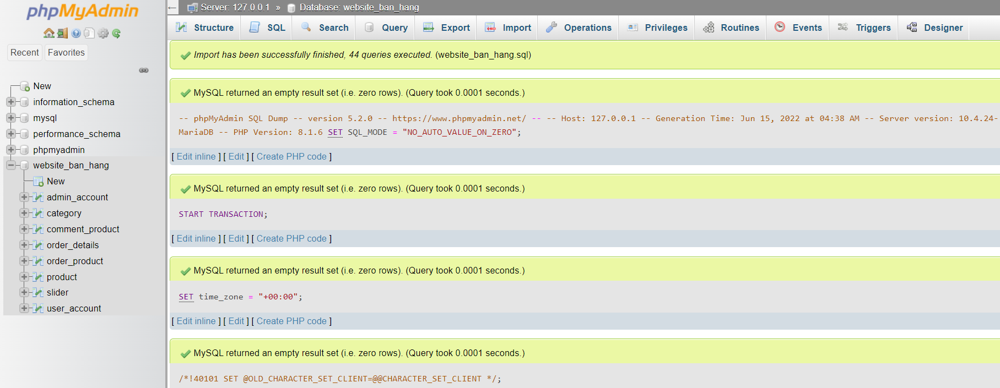 phpMyAdmin
Recent
Favorites
New
information_schema
mysql
performance_schema
phpmyadmin
website_ban_hang
New
admin_account
category
comment_product
order_details
order_product
product
slider
user_account
Server: 127.0.0.1 » Database: website_ban_hang
Structure SQL Search Query Export Import Operations Privileges Routines Events Triggers Designer
Import has been successfully finished, 44 queries executed. (website_ban_hang.sql)
MySQL returned an empty result set (i.e. zero rows). (Query took 0.0001 seconds.)
-- phpMyAdmin SQL Dump -- version 5.2.0 -- https://www.phpmyadmin.net/ -- -- Host: 127.0.0.1 -- Generation Time: Jun 15, 2022 at 04:38 AM -- Server version: 10.4.24-
MariaDB -- PHP Version: 8.1.6 SET SQL_MODE = "NO_AUTO_VALUE_ON_ZERO";
[ Edit inline ] [ Edit ] [ Create PHP code ]
MySQL returned an empty result set (i.e. zero rows). (Query took 0.0001 seconds.)
START TRANSACTION;
[ Edit inline ] [ Edit ] [ Create PHP code ]
MySQL returned an empty result set (i.e. zero rows). (Query took 0.0001 seconds.)
SET time_zone = "+00:00";
[ Edit inline ] [ Edit ] [ Create PHP code ]
MySQL returned an empty result set (i.e. zero rows). (Query took 0.0001 seconds.)
/*!40101 SET @OLD_CHARACTER_SET_CLIENT=@@CHARACTER_SET_CLIENT */;